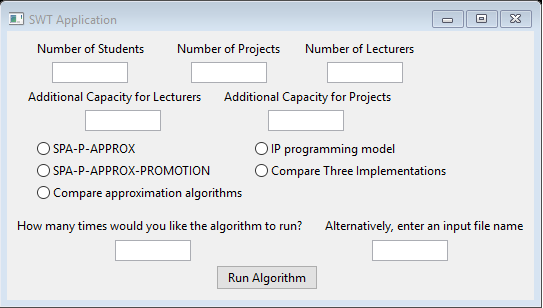 SWT Application
Number of Students Number of Projects Number of Lecturers
Additional Capacity for Lecturers Additional Capacity for Projects
SPA-P-APPROX IP programming model
SPA-P-APPROX-PROMOTION Compare Three Implementations
Compare approximation algorithms
How many times would you like the algorithm to run? Alternatively, enter an input file name
Run Algorithm